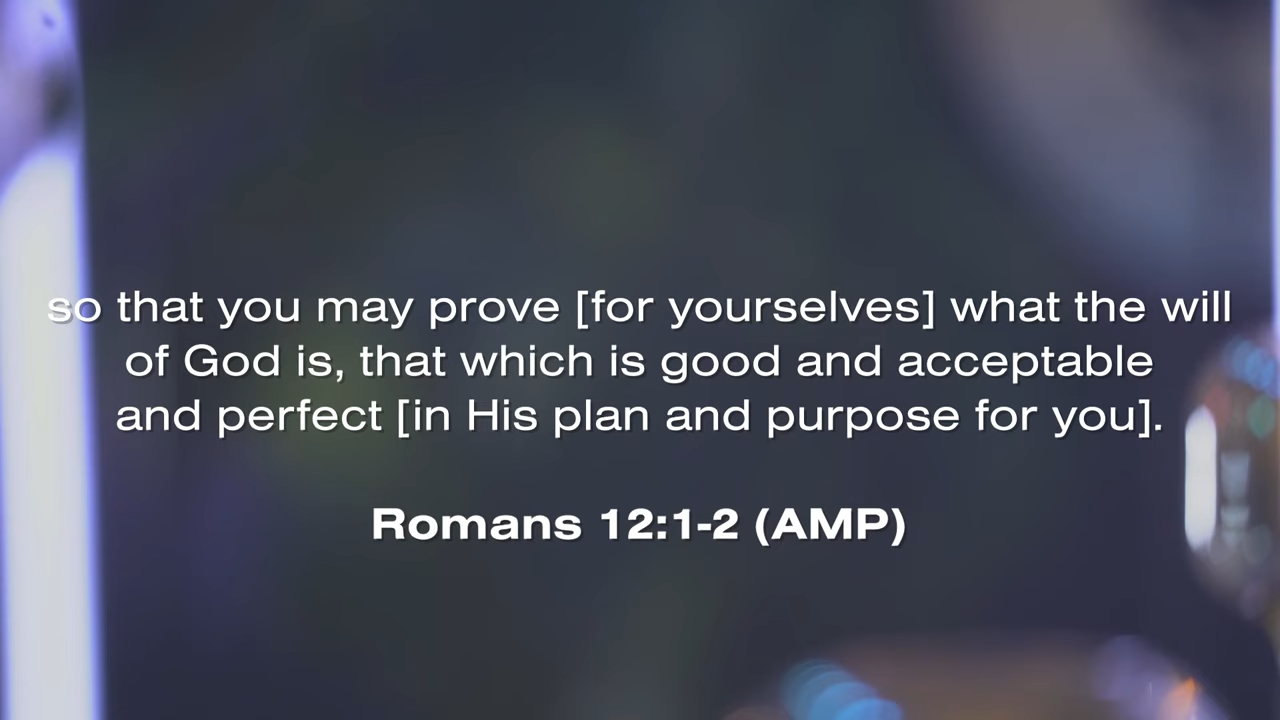 so that you may prove [for yourselves] what the will
of God is, that which is good and acceptable
and perfect [in His plan and purpose for you].
Romans 12:1-2 (AMP)